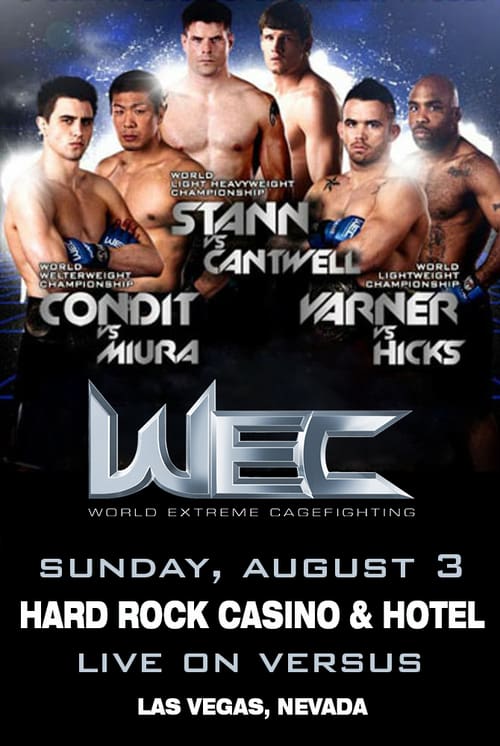 WORLD
LIGHT HEAVYWEIGHT
CHAMPIONSHIP
STANN
VS
CANTWELL
WORLD
WELTERWEIGHT
CHAMPIONSHIP
CONDIT
VS
MIURA
WORLD
LIGHTWEIGHT
CHAMPIONSHIP
VARNER
VS
HICKS
WEC
WEC
WORLD EXTREME CAGEFIGHTING
SUNDAY, AUGUST 3
HARD ROCK CASINO & HOTEL
LIVE ON VERSUS
LAS VEGAS, NEVADA